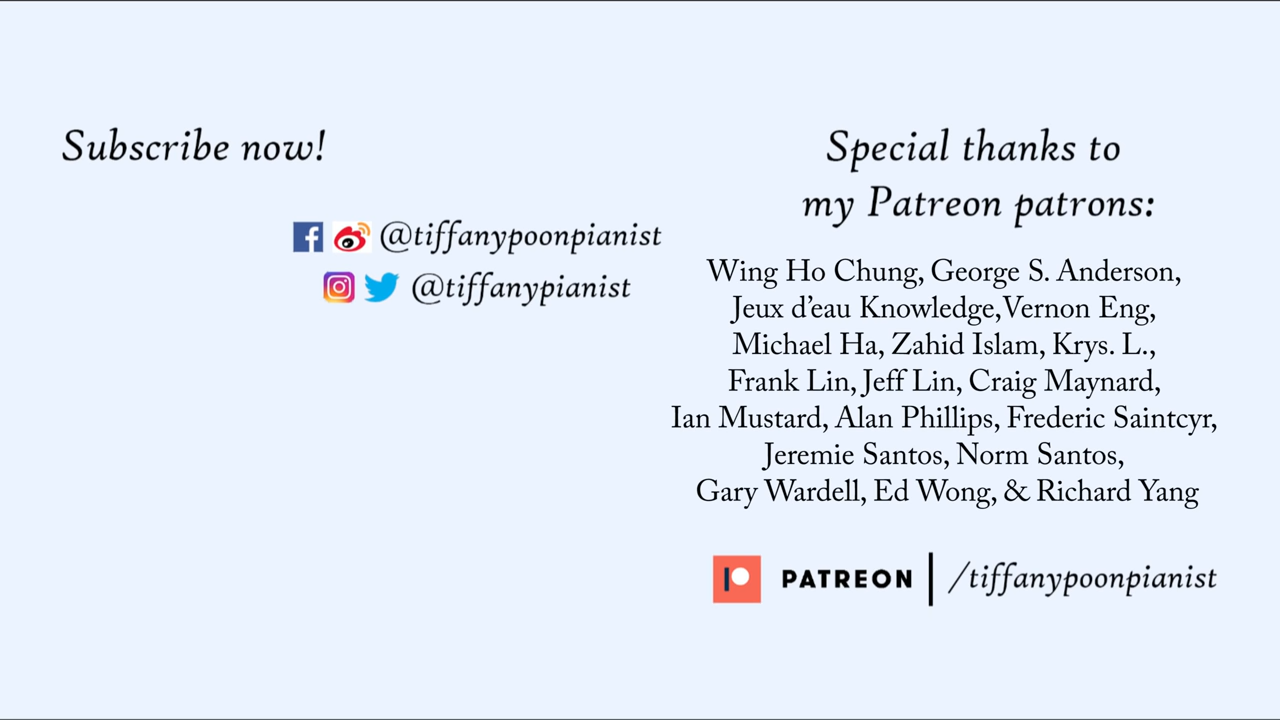 Subscribe now!
@tiffanypoonpianist
@tiffanypianist
Special thanks to
my Patreon patrons:
Wing Ho Chung, George S. Anderson,
Jeux d’eau Knowledge,Vernon Eng,
Michael Ha, Zahid Islam, Krys. L.,
Frank Lin, Jeff Lin, Craig Maynard,
Ian Mustard, Alan Phillips, Frederic Saintcyr,
Jeremie Santos, Norm Santos,
Gary Wardell, Ed Wong, & Richard Yang
PATREON | /tiffanypoonpianist